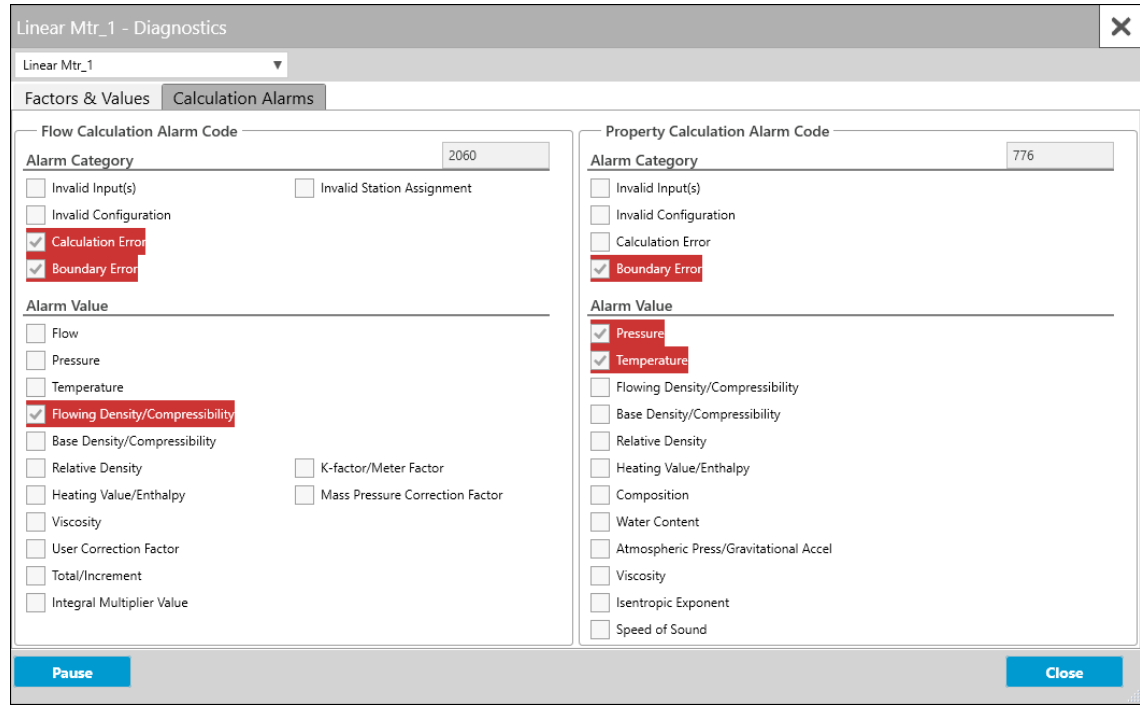 Linear Mtr_1 - Diagnostics
Linear Mtr_1
Factors & Values Calculation Alarms
Flow Calculation Alarm Code
Alarm Category 2060
Invalid Input(s) Invalid Station Assignment
Invalid Configuration
Calculation Error
Boundary Error
Alarm Value
Flow
Pressure
Temperature
Flowing Density/Compressibility
Base Density/Compressibility
Relative Density K-factor/Meter Factor
Heating Value/Enthalpy Mass Pressure Correction Factor
Viscosity
User Correction Factor
Total/Increment
Integral Multiplier Value
Property Calculation Alarm Code
Alarm Category 776
Invalid Input(s)
Invalid Configuration
Calculation Error
Boundary Error
Alarm Value
Pressure
Temperature
Flowing Density/Compressibility
Base Density/Compressibility
Relative Density
Heating Value/Enthalpy
Composition
Water Content
Atmospheric Press/Gravitational Accel
Viscosity
Isentropic Exponent
Speed of Sound
Pause Close